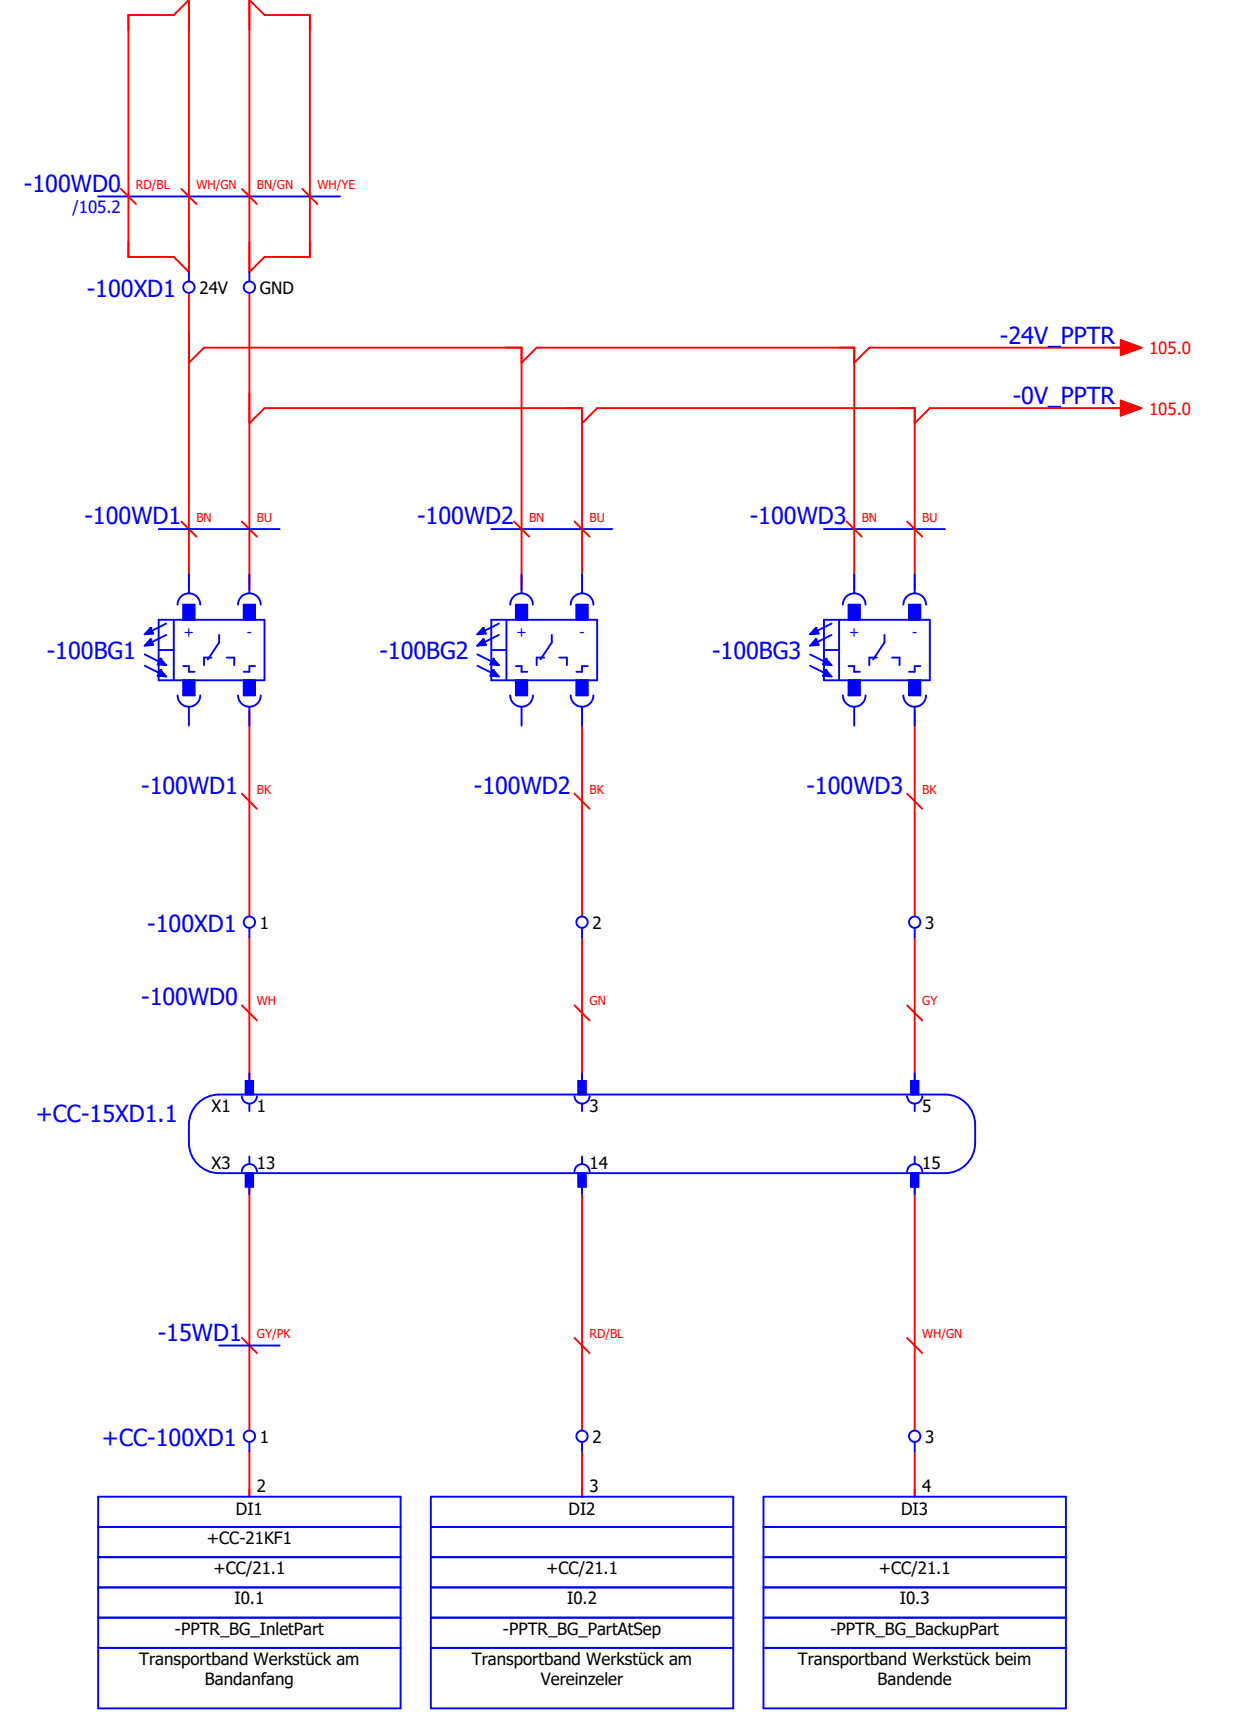 -100WD0 RD/BL WH/GN BN/GN WH/YE
/105.2
-100XD1 24V GND
-24V_PPTR 105.0
-0V_PPTR 105.0
-100WD1 BN BU -100WD2 BN BU -100WD3 BN BU
+ - + - + -
-100BG1 -100BG2 -100BG3
-100WD1 BK -100WD2 BK -100WD3 BK
-100XD1 1 2 3
-100WD0 WH GN GY
+CC-15XD1.1 X1 1 3 5
X3 13 14 15
-15WD1 GY/PK RD/BL WH/GN
+CC-100XD1 1 2 3
2 3 4
DI1 DI2 DI3
+CC-21KF1
+CC/21.1 +CC/21.1 +CC/21.1
I0.1 I0.2 I0.3
-PPTR_BG_InletPart -PPTR_BG_PartAtSep -PPTR_BG_BackupPart
Transportband Werkstück am Transportband Werkstück am Transportband Werkstück beim
Bandanfang Vereinzeler Bandende